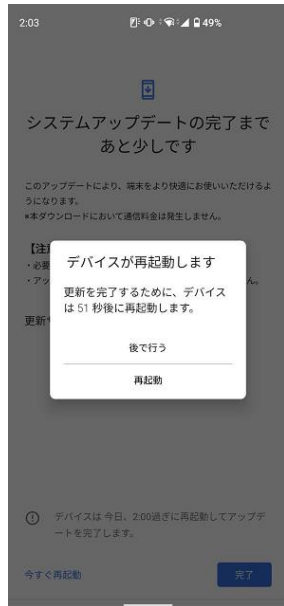 2:03
49%
システムアップデートの完了まで
あと少しです
このアップデートにより、端末をより快適にお使いいただけるよ
うになります。
※本ダウンロードにおいて通信料金は発生しません。
【注
・必要
・アッ
ん。
更新サ
デバイスが再起動します
更新を完了するために、デバイス
は 51 秒後に再起動します。
後で行う
再起動
デバイスは 今日、2:00過ぎに再起動してアップデ
ートを完了します。
今すぐ再起動
完了